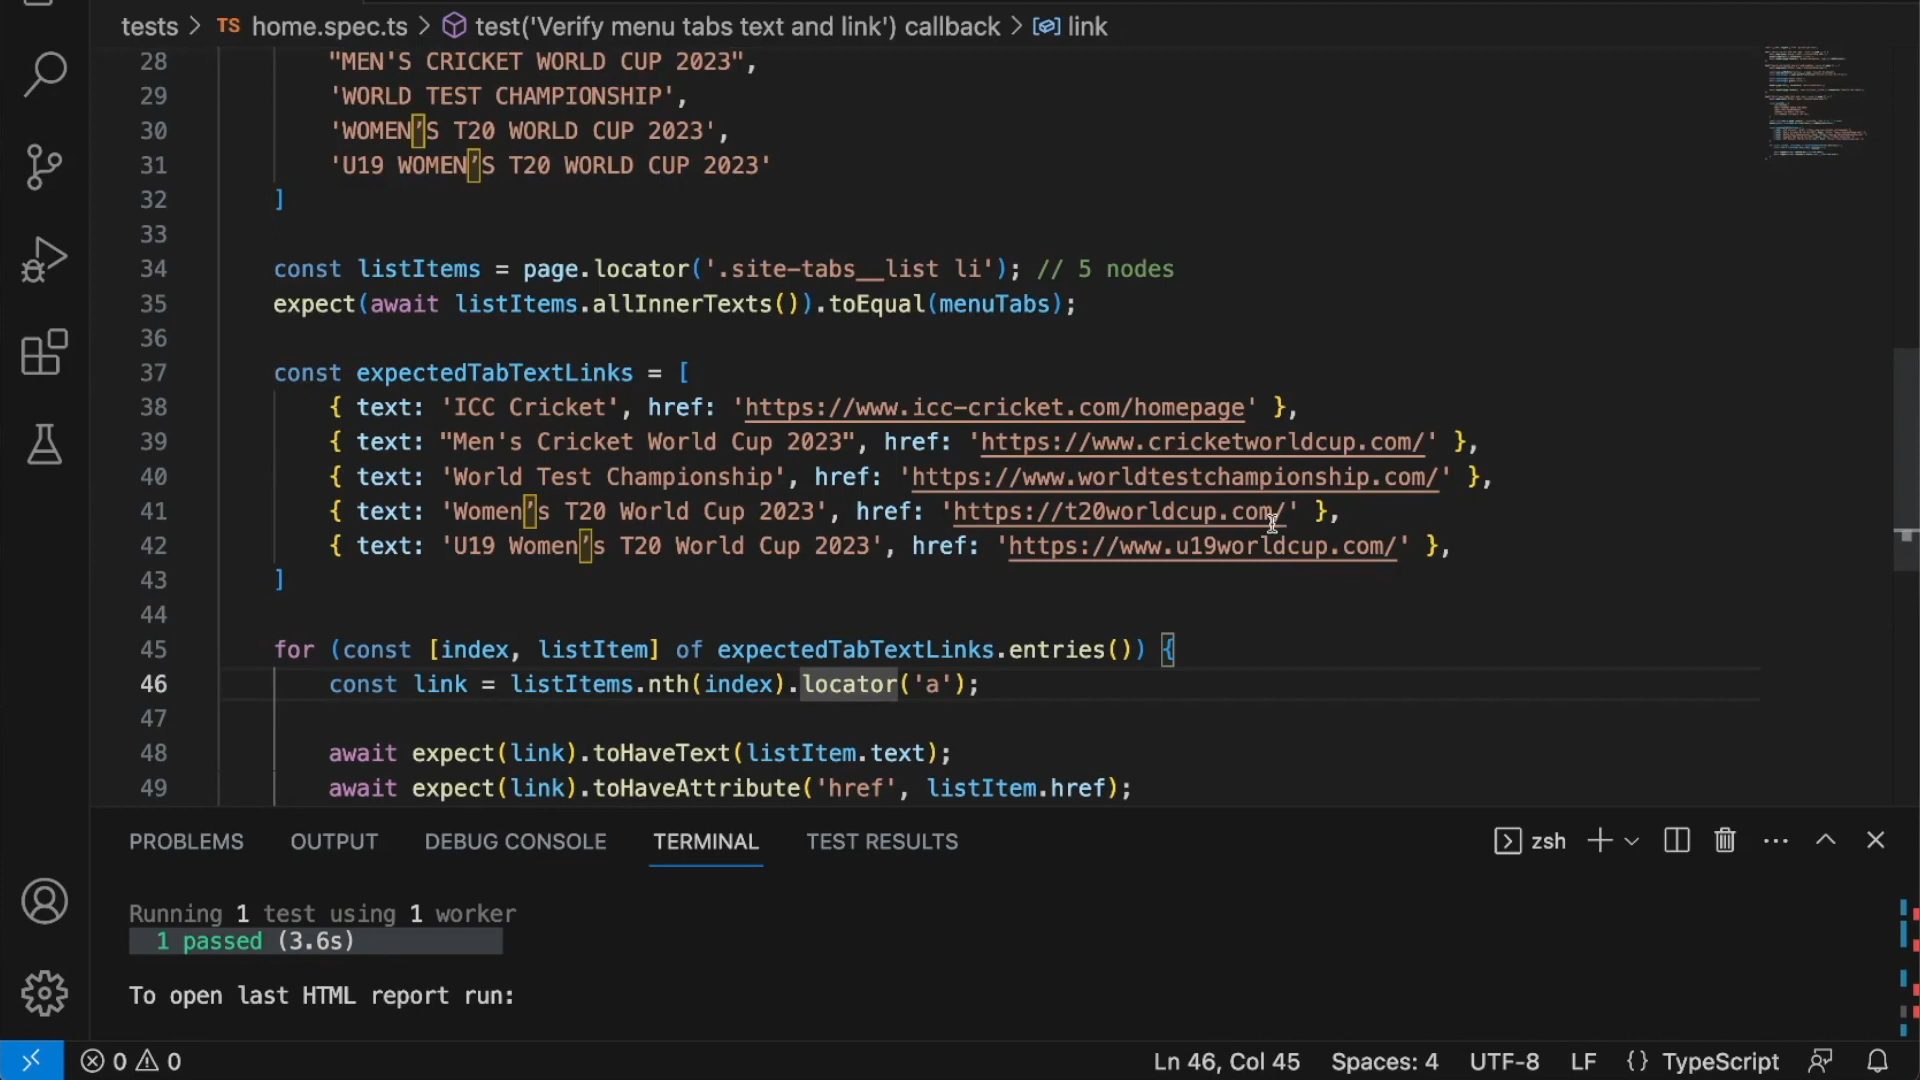 tests > TS home.spec.ts > test('Verify menu tabs text and link') callback > link
28 "MEN'S CRICKET WORLD CUP 2023",
29 'WORLD TEST CHAMPIONSHIP',
30 'WOMEN’S T20 WORLD CUP 2023',
31 'U19 WOMEN’S T20 WORLD CUP 2023'
32 ]
33
34 const listItems = page.locator('.site-tabs__list li'); // 5 nodes
35 expect(await listItems.allInnerTexts()).toEqual(menuTabs);
36
37 const expectedTabTextLinks = [
38 { text: 'ICC Cricket', href: 'https://www.icc-cricket.com/homepage' },
39 { text: "Men's Cricket World Cup 2023", href: 'https://www.cricketworldcup.com/' },
40 { text: 'World Test Championship', href: 'https://www.worldtestchampionship.com/' },
41 { text: 'Women’s T20 World Cup 2023', href: 'https://t20worldcup.com/' },
42 { text: 'U19 Women’s T20 World Cup 2023', href: 'https://www.u19worldcup.com/' },
43 ]
44
45 for (const [index, listItem] of expectedTabTextLinks.entries()) {
46 const link = listItems.nth(index).locator('a');
47
48 await expect(link).toHaveText(listItem.text);
49 await expect(link).toHaveAttribute('href', listItem.href);
PROBLEMS OUTPUT DEBUG CONSOLE TERMINAL TEST RESULTS zsh
Running 1 test using 1 worker
1 passed (3.6s)
To open last HTML report run:
0 0 Ln 46, Col 45 Spaces: 4 UTF-8 LF {} TypeScript